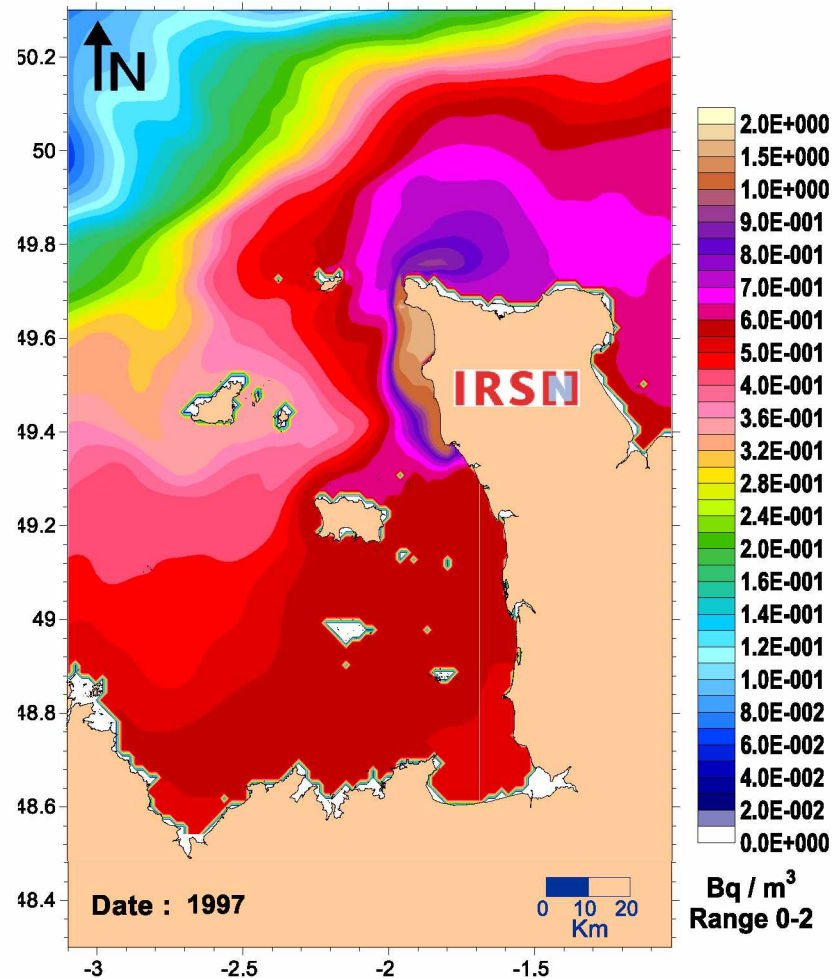 N
50.2
50
49.8
49.6
49.4
49.2
49
48.8
48.6
48.4
-3
-2.5
-2
-1.5
IRSN
Date : 1997
0 10 20
Km
2.0E+000
1.5E+000
1.0E+000
9.0E-001
8.0E-001
7.0E-001
6.0E-001
5.0E-001
4.0E-001
3.6E-001
3.2E-001
2.8E-001
2.4E-001
2.0E-001
1.6E-001
1.4E-001
1.2E-001
1.0E-001
8.0E-002
6.0E-002
4.0E-002
2.0E-002
0.0E+000
Bq / m³
Range 0-2